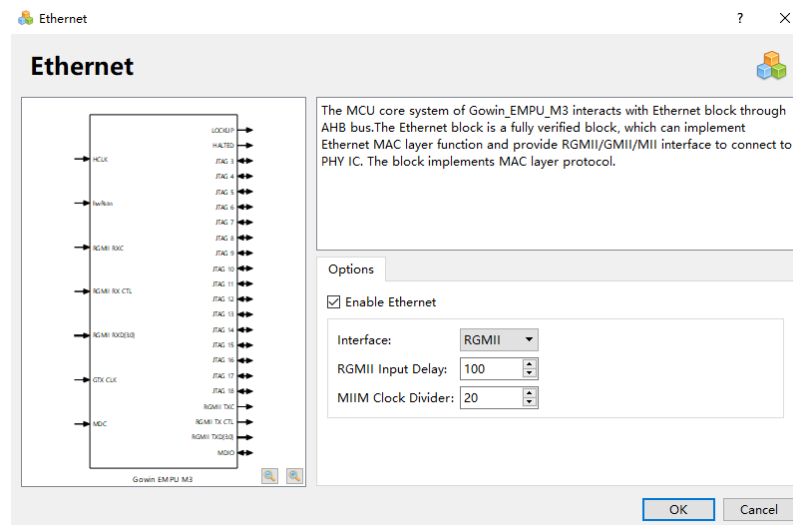 Ethernet
?
Ethernet
LOCKUP
HALTED
HCLK
JTAG 3
JTAG 4
JTAG 5
JTAG 6
JTAG 7
JTAG 8
JTAG 9
RGMII RXC
JTAG 10
JTAG 11
RGMII RX CTL
JTAG 12
JTAG 13
JTAG 14
RGMII RXD[3:0]
JTAG 15
JTAG 16
JTAG 17
GTX CLK
JTAG 18
RGMII TXC
MDC
RGMII TX CTL
RGMII TXD[3:0]
MDIO
Gowin EMPU M3
The MCU core system of Gowin_EMPU_M3 interacts with Ethernet block through
AHB bus.The Ethernet block is a fully verified block, which can implement
Ethernet MAC layer function and provide RGMII/GMII/MII interface to connect to
PHY IC. The block implements MAC layer protocol.
Options
Enable Ethernet
Interface: RGMII
RGMII Input Delay: 100
MIIM Clock Divider: 20
OK Cancel